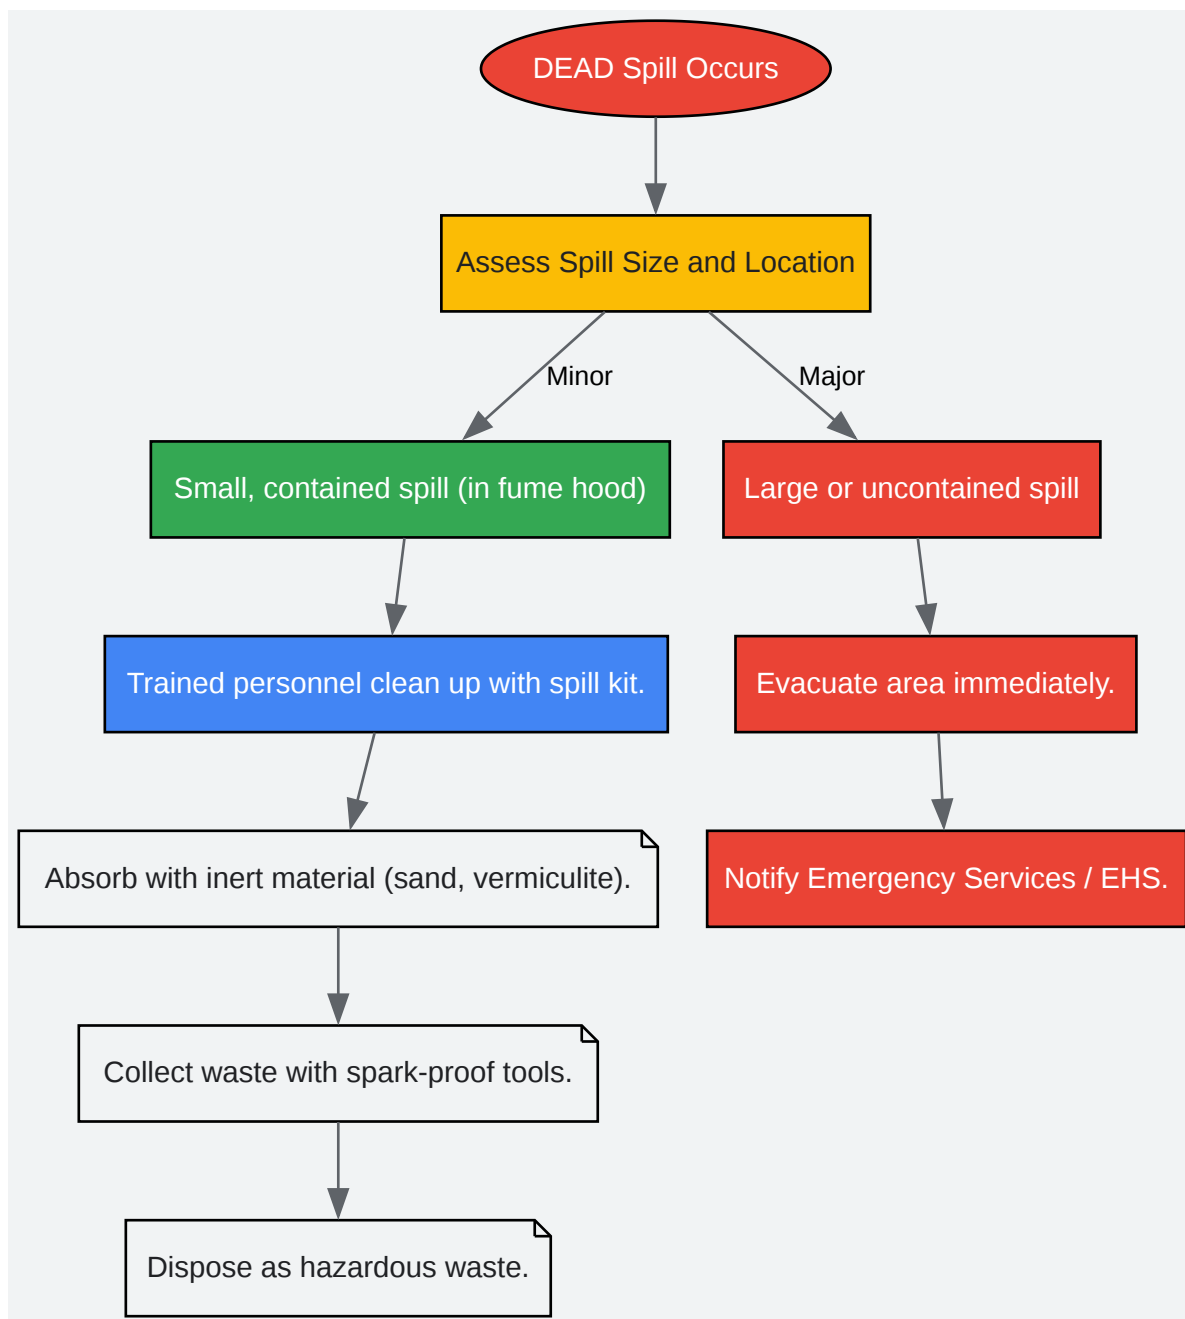 DEAD Spill Occurs
Assess Spill Size and Location
Minor
Major
Small, contained spill (in fume hood)
Large or uncontained spill
Trained personnel clean up with spill kit.
Evacuate area immediately.
Absorb with inert material (sand, vermiculite).
Notify Emergency Services / EHS.
Collect waste with spark-proof tools.
Dispose as hazardous waste.